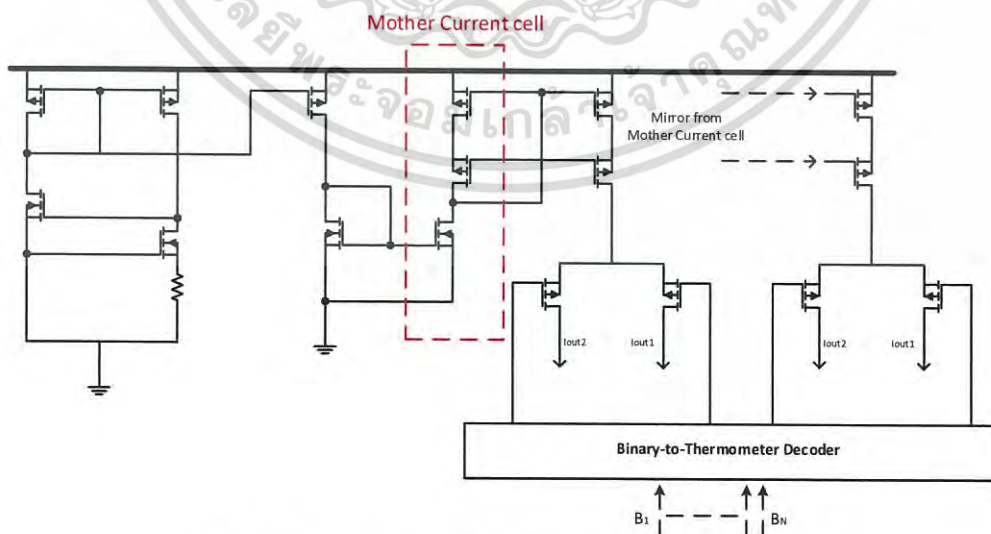 Mother Current cell
Mirror from
Mother Current cell
Iout2
Iout1
Iout2
Iout1
Binary-to-Thermometer Decoder
B1
BN